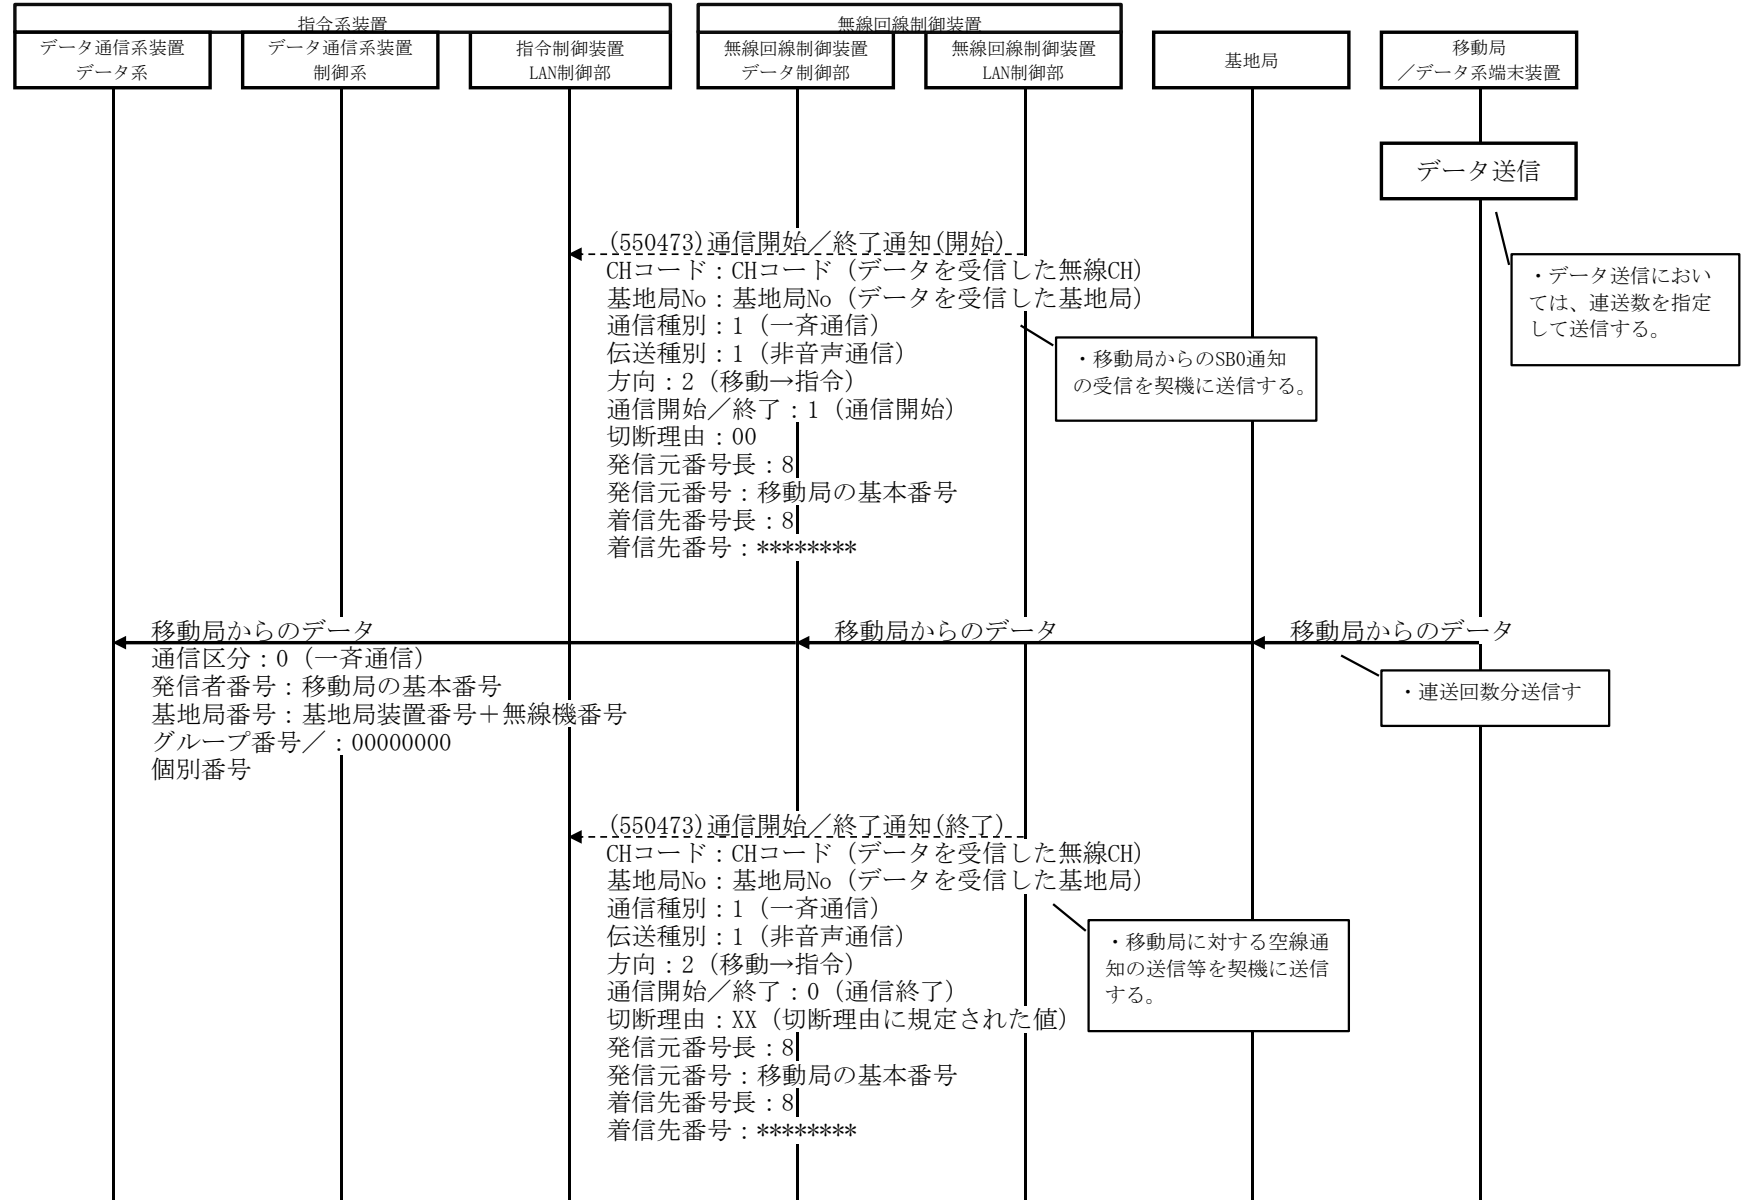 指令系装置
無線回線制御装置
データ通信系装置
データ系
データ通信系装置
制御系
指令制御装置
LAN制御部
無線回線制御装置
データ制御部
無線回線制御装置
LAN制御部
基地局
移動局
／データ系端末装置
データ送信
・データ送信におい
ては、連送数を指定
して送信する。
(550473)通信開始／終了通知(開始)
CHコード：CHコード（データを受信した無線CH）
基地局No：基地局No（データを受信した基地局）
通信種別：1（一斉通信）
伝送種別：1（非音声通信）
方向：2（移動→指令）
通信開始／終了：1（通信開始）
切断理由：00
発信元番号長：8
発信元番号：移動局の基本番号
着信先番号長：8
着信先番号：********
・移動局からのSB0通知
の受信を契機に送信する。
移動局からのデータ
移動局からのデータ
移動局からのデータ
通信区分：0（一斉通信）
発信者番号：移動局の基本番号
基地局番号：基地局装置番号＋無線機番号
グループ番号／：00000000
個別番号
・連送回数分送信す
(550473)通信開始／終了通知(終了)
CHコード：CHコード（データを受信した無線CH）
基地局No：基地局No（データを受信した基地局）
通信種別：1（一斉通信）
伝送種別：1（非音声通信）
方向：2（移動→指令）
通信開始／終了：0（通信終了）
切断理由：XX（切断理由に規定された値）
発信元番号長：8
発信元番号：移動局の基本番号
着信先番号長：8
着信先番号：********
・移動局に対する空線通
知の送信等を契機に送信
する。